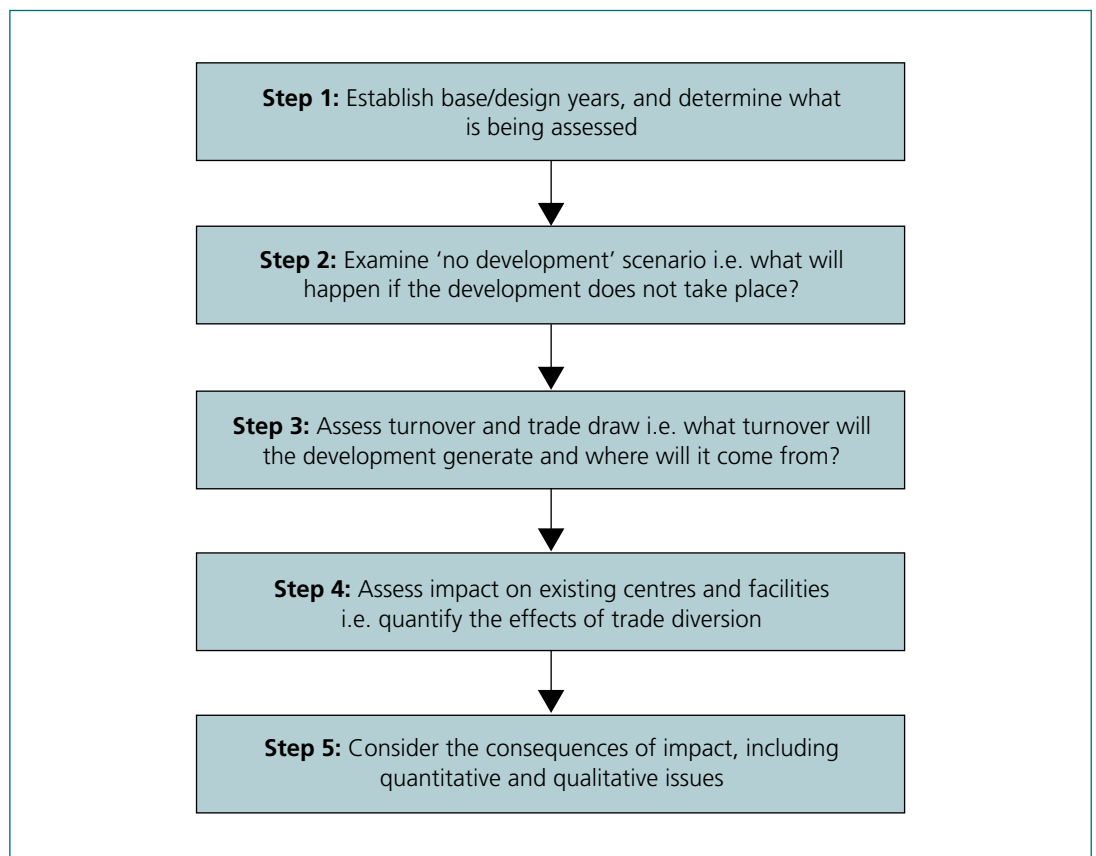 Step 1: Establish base/design years, and determine what
is being assessed
Step 2: Examine ‘no development’ scenario i.e. what will
happen if the development does not take place?
Step 3: Assess turnover and trade draw i.e. what turnover will
the development generate and where will it come from?
Step 4: Assess impact on existing centres and facilities
i.e. quantify the effects of trade diversion
Step 5: Consider the consequences of impact, including
quantitative and qualitative issues